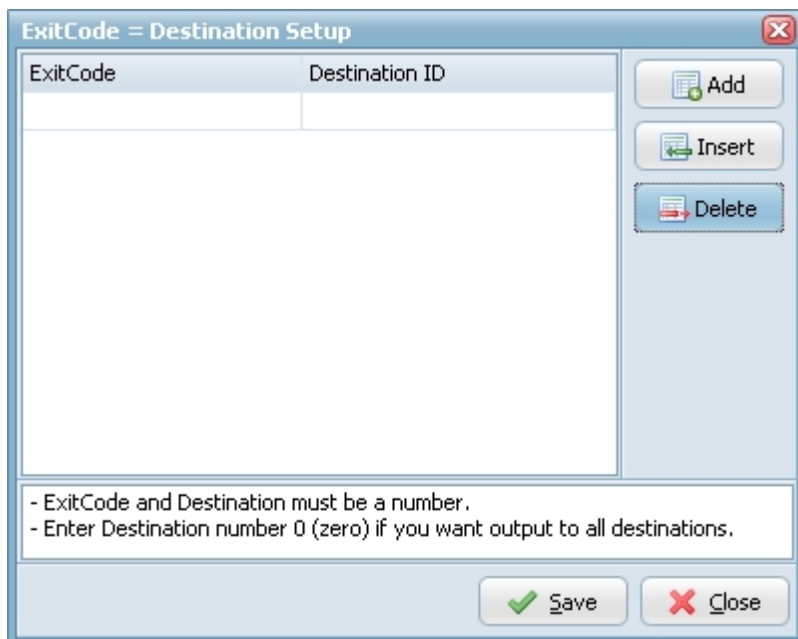 ExitCode = Destination Setup
ExitCode Destination ID
Add
Insert
Delete
- ExitCode and Destination must be a number.
- Enter Destination number 0 (zero) if you want output to all destinations.
Save Close